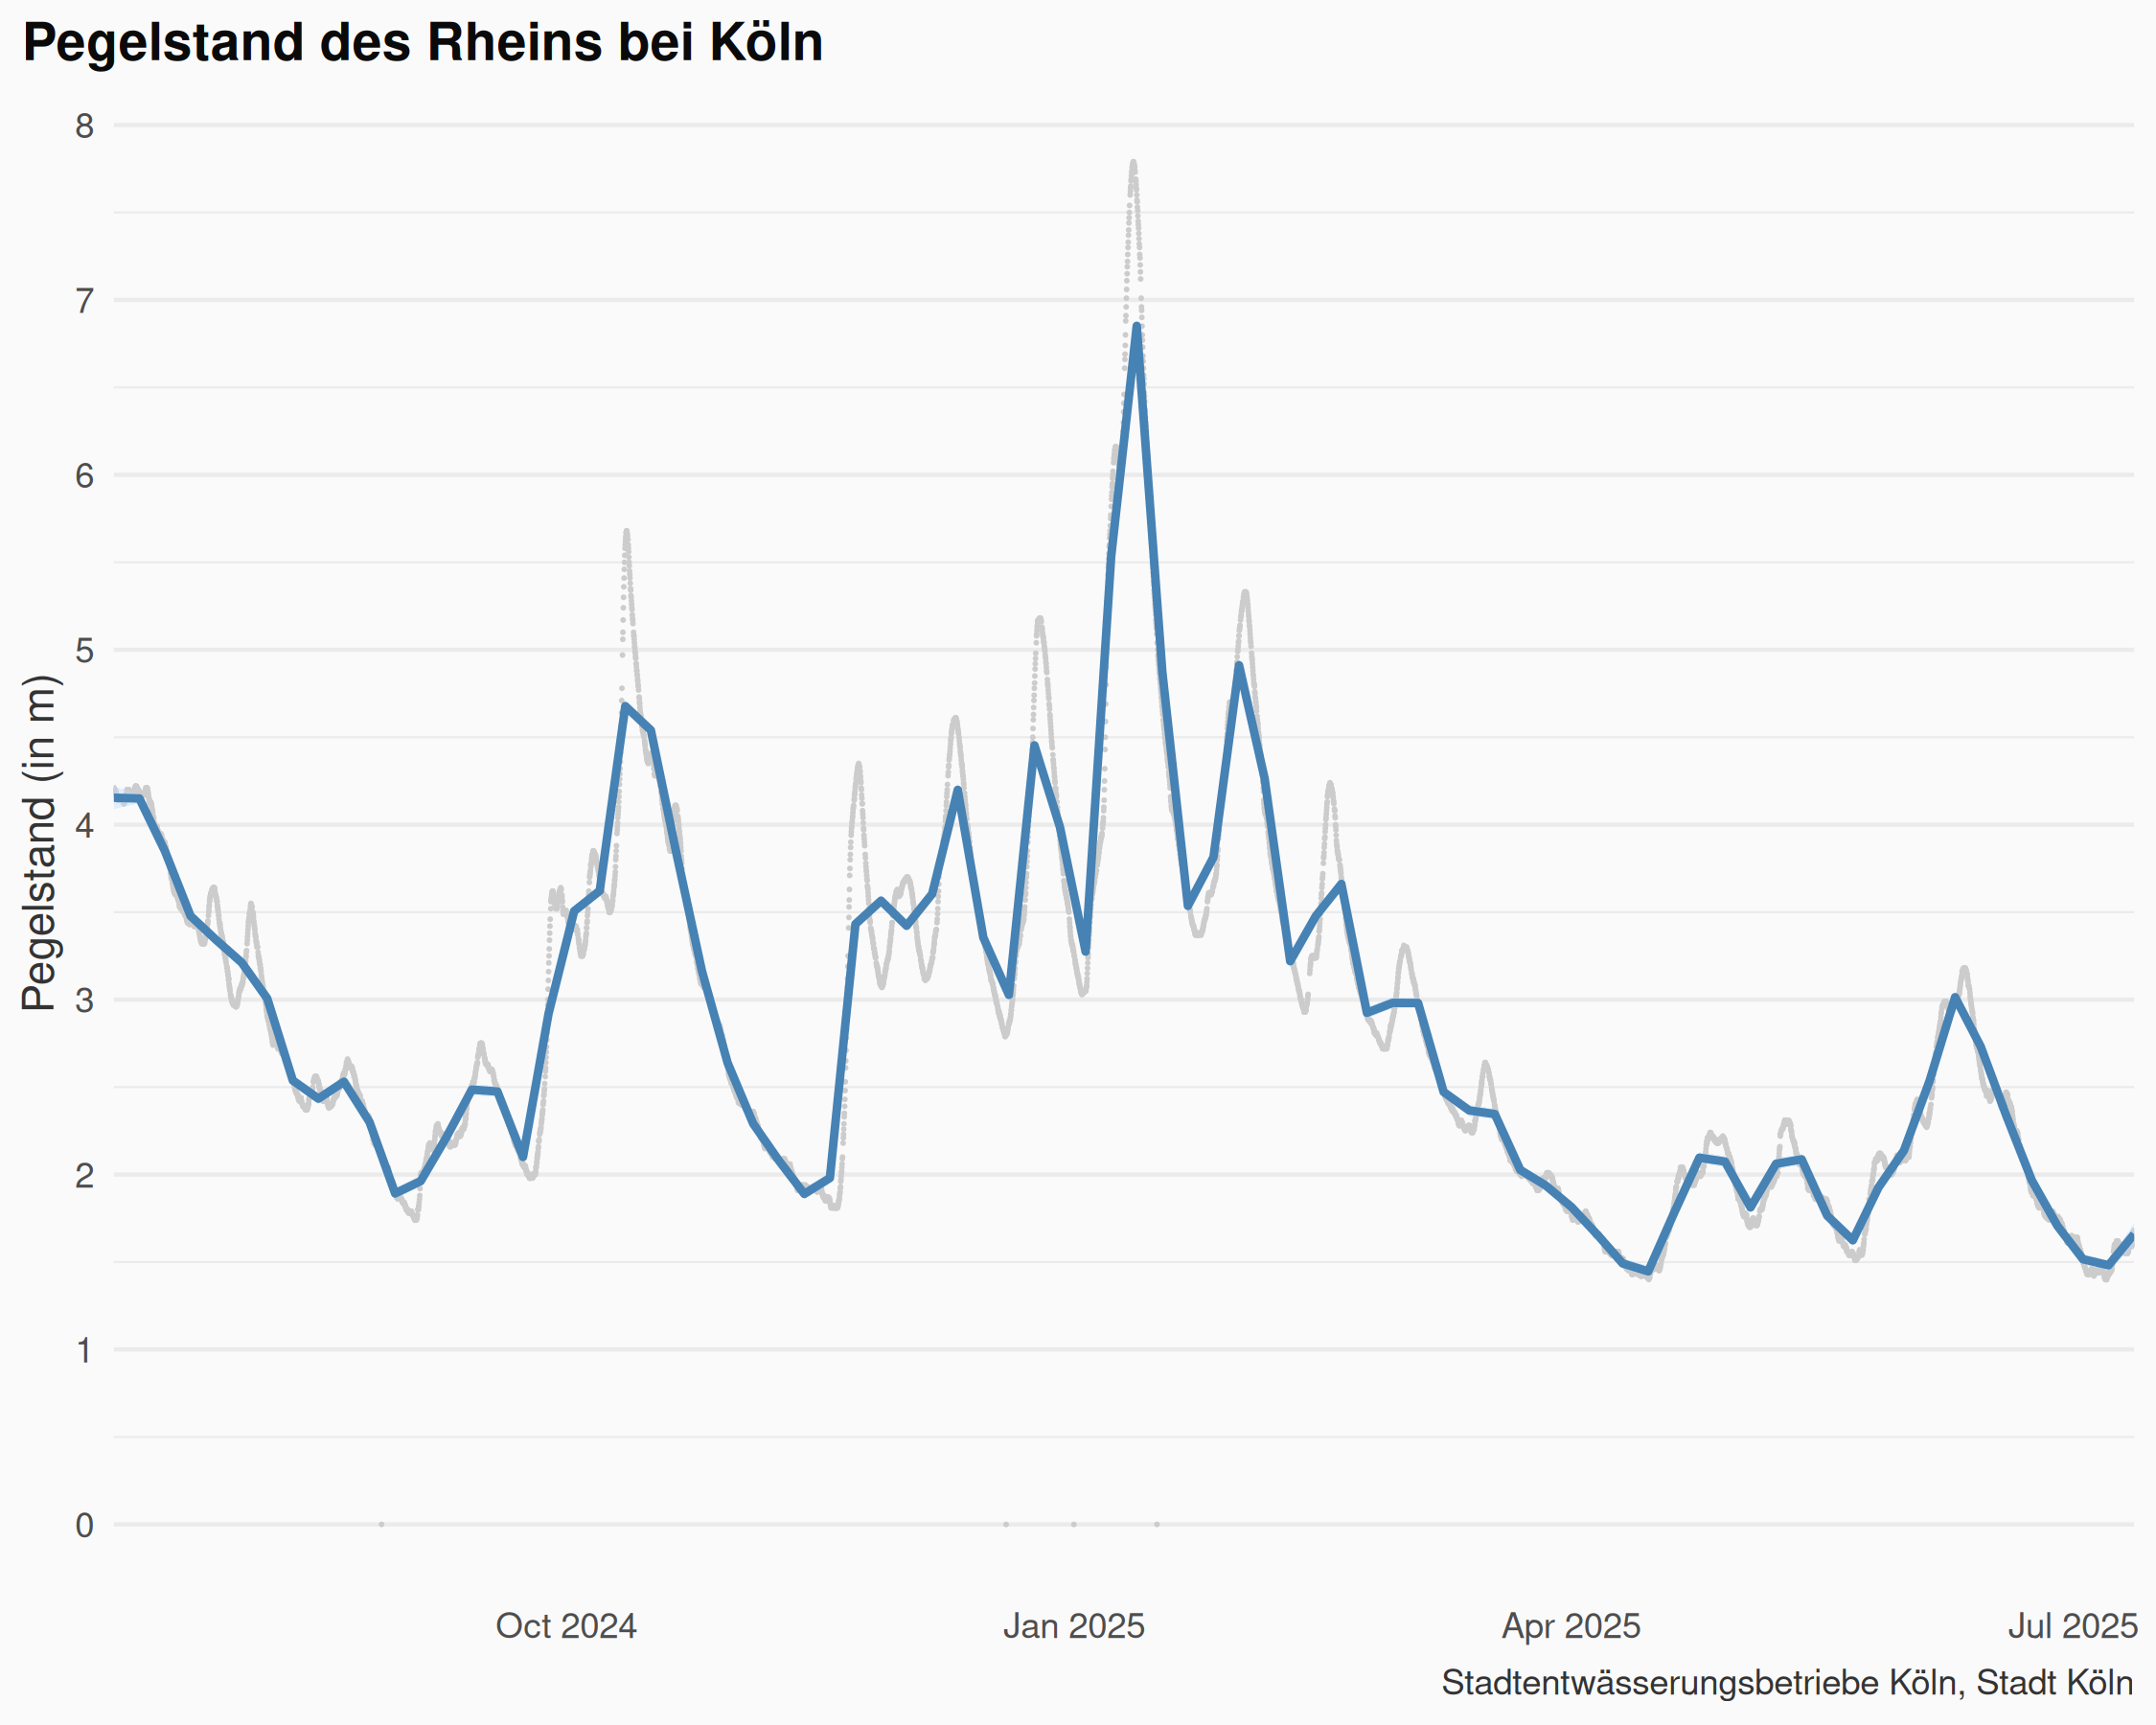 Pegelstand des Rheins bei Köln
Pegelstand (in m)
8
7
6
5
4
3
2
1
0
Oct 2024 Jan 2025 Apr 2025 Jul 2025
Stadtentwässerungsbetriebe Köln, Stadt Köln